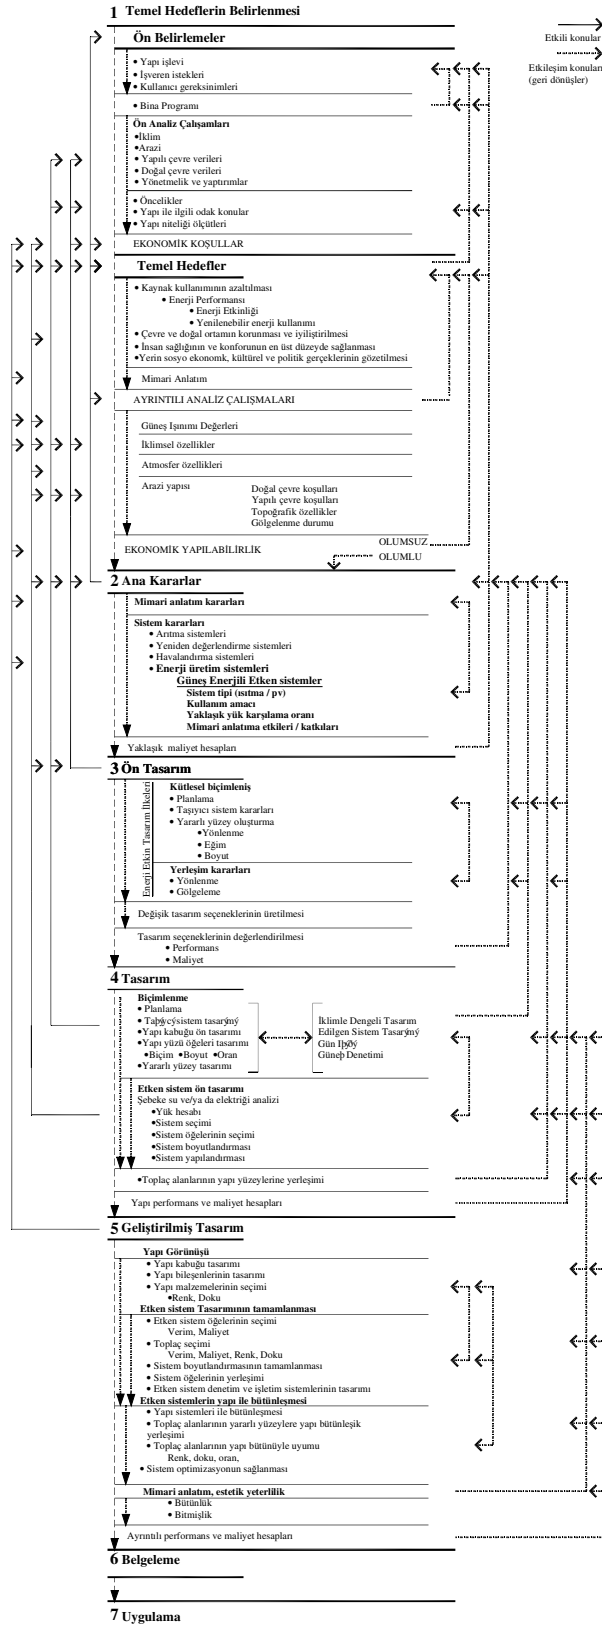 1 Temel Hedeflerin Belirlenmesi
Etkili konular
Etkileşim konuları
(geri dönüşler)
Ön Belirlemeler
• Yapı işlevi
• İşveren istekleri
• Kullanıcı gereksinimleri
• Bina Programı
Ön Analiz Çalışamları
•İklim
•Arazi
• Yapılı çevre verileri
• Doğal çevre verileri
• Yönetmelik ve yaptırımlar
• Öncelikler
• Yapı ile ilgili odak konular
• Yapı niteliği ölçütleri
EKONOMİK KOŞULLAR
Temel Hedefler
• Kaynak kullanımının azaltılması
• Enerji Performansı
• Enerji Etkinliği
• Yenilenebilir enerji kullanımı
• Çevre ve doğal ortamın korunması ve iyiliştirilmesi
• İnsan sağlığının ve konforunun en üst düzeyde sağlanması
•Yerin sosyo ekonomk, kültürel ve politik gerçeklerinin gözetilmesi
Mimari Anlatım
AYRINTILI ANALİZ ÇALIŞMALARI
Güneş Işınımı Değerleri
İklimsel özellikler
Atmosfer özellikleri
Arazi yapısı
Doğal çevre koşulları
Yapılı çevre koşulları
Topoğrafik özellikler
Gölgelenme durumu
EKONOMİK YAPILABİLİRLİK
OLUMSUZ
OLUMLU
2 Ana Kararlar
Mimari anlatım kararları
Sistem kararları
• Arıtma sistemleri
• Yeniden değerlendirme sistemleri
• Havalandırma sistemleri
• Enerji üretim sistemleri
Güneş Enerjili Etken sistemler
Sistem tipi (ısıtma / pv)
Kullanım amacı
Yaklaşık yük karşılama oranı
Mimari anlatıma etkileri / katkıları
Yaklaşık maliyet hesapları
3 Ön Tasarım
Enerji Etkin Tasarım İlkeleri
Kütlesel biçimleniş
• Planlama
• Taşıyıcı sistem kararları
• Yararlı yüzey oluşturma
•Yönlenme
• Eğim
• Boyut
Yerleşim kararları
• Yönlenme
• Gölgeleme
Değişik tasarım seçeneklerinin üretilmesi
Tasarım seçeneklerinin değerlendirilmesi
• Performans
• Maliyet
4 Tasarım
Biçimlenme
• Planlama
• Taþýcýsistem tasarýmý
•Yapı kabuğu ön tasarımı
•Yapı yüzü öğeleri tasarımı
•Biçim •Boyut •Oran
•Yararlı yüzey tasarımı
İklimle Dengeli Tasarım
Edilgen Sistem Tasarýmý
Gün Iþýðý
Güneþ Denetimi
Etken sistem ön tasarımı
Şebeke su ve/ya da elektriği analizi
•Yük hesabı
•Sistem seçimi
•Sistem öğelerinin seçimi
•Sistem boyutlandırması
•Sistem yapılandırması
•Toplaç alanlarının yapı yüzeylerine yerleşimi
Yapı performans ve maliyet hesapları
5 Geliştirilmiş Tasarım
Yapı Görünüşü
• Yapı kabuğu tasarımı
• Yapı bileşenlerinin tasarımı
• Yapı malzemelerinin seçimi
•Renk, Doku
Etken sistem Tasarımının tamamlanması
• Etken sistem öğelerinin seçimi
Verim, Maliyet
• Toplaç seçimi
Verim, Maliyet, Renk, Doku
• Sistem boyutlandırmasının tamamlanması
• Sistem öğelerinin yerleşimi
• Etken sistem denetim ve işletim sistemlerinin tasarımı
Etken sistemlerin yapı ile bütünleşmesi
• Yapı sistemleri ile bütünleşmesi
• Toplaç alanlarının yararlı yüzeylere yapı bütünleşik
yerleşimi
• Toplaç alanlarının yapı bütünüyle uyumu
Renk, doku, oran,
• Sistem optimizasyonun sağlanması
Mimari anlatım, estetik yeterlilik
• Bütünlük
• Bitmişlik
Ayrıntılı performans ve maliyet hesapları
6 Belgeleme
7 Uygulama